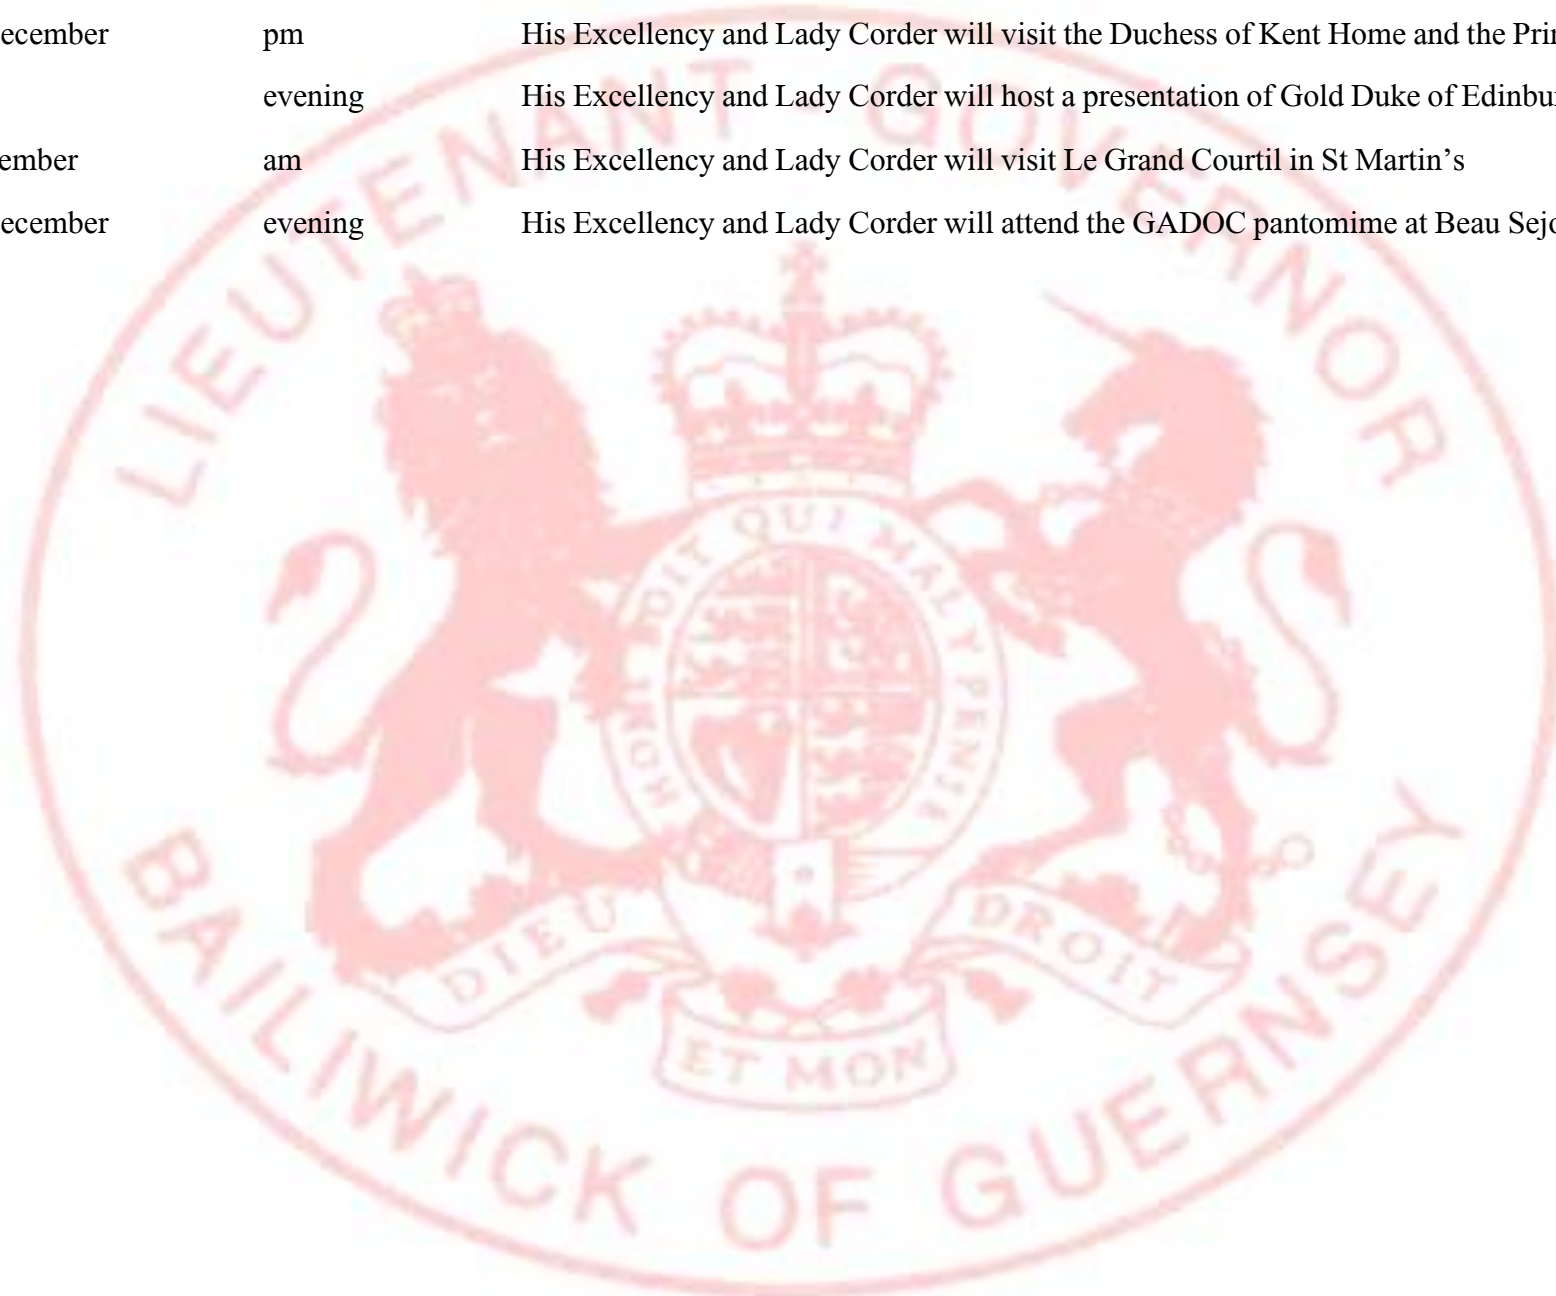 ecember pm His Excellency and Lady Corder will visit the Duchess of Kent Home and the Prin
evening His Excellency and Lady Corder will host a presentation of Gold Duke of Edinbu
ember am His Excellency and Lady Corder will visit Le Grand Courtil in St Martin’s
ecember evening His Excellency and Lady Corder will attend the GADOC pantomime at Beau Sejo
LIEUTENANT - GOVERNOR
HONI SOIT QUI MAL Y PENSE
DIEU ET MON DROIT
BAILIWICK OF GUERNSEY